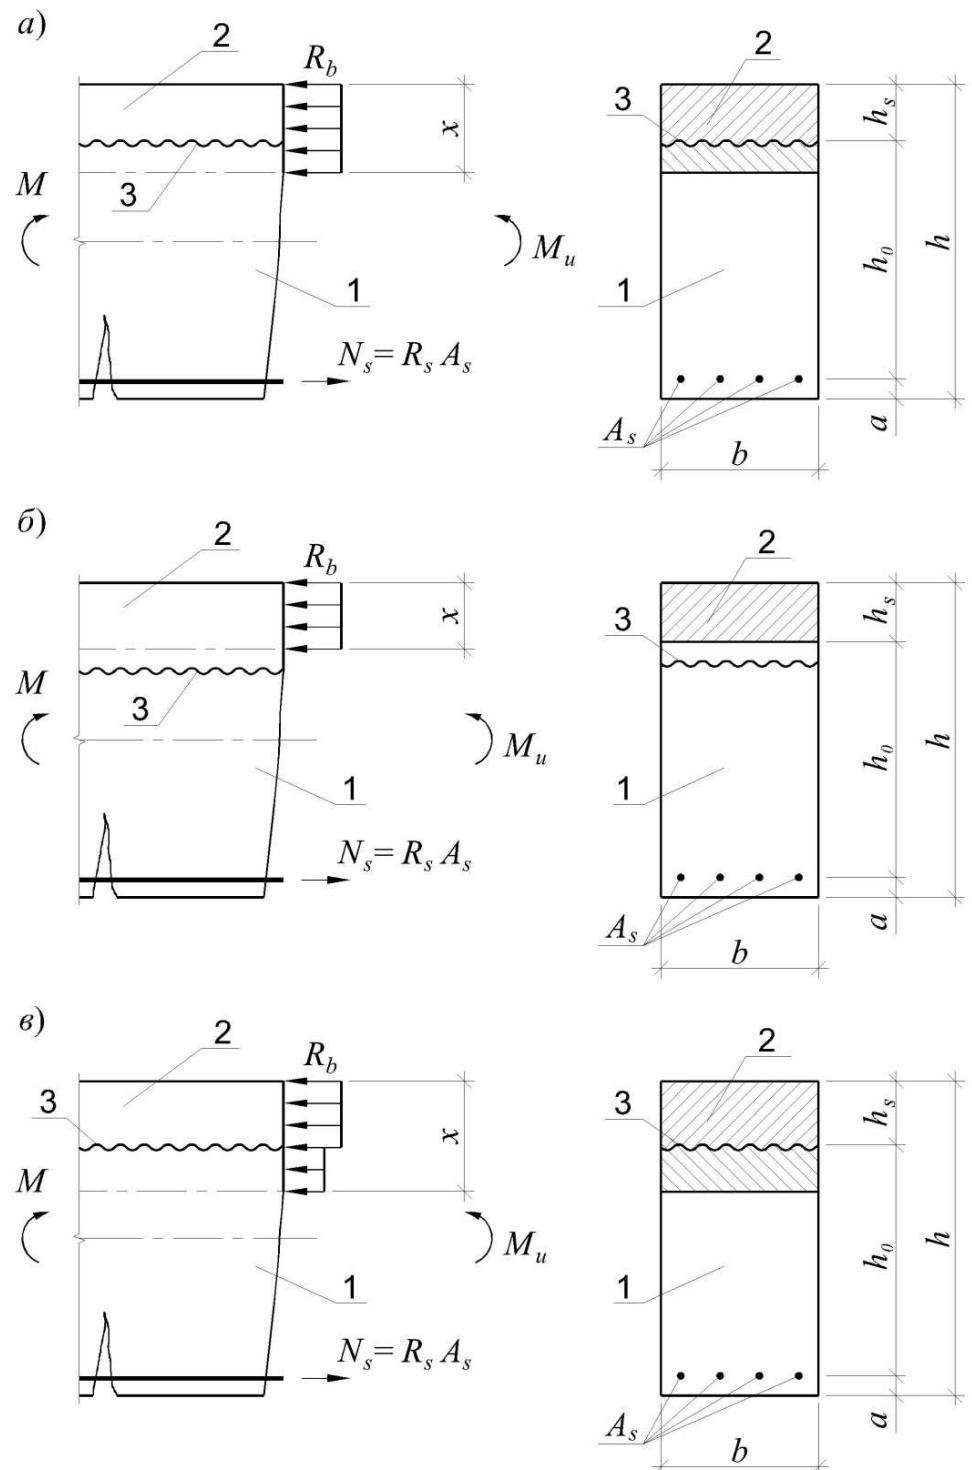 а)
2
R_b
x
3
M
M_u
1
N_s= R_s A_s
2
3
h_s
1
h_0
h
a
A_s
b
б)
2
R_b
x
3
M
M_u
1
N_s= R_s A_s
2
3
h_s
1
h_0
h
a
A_s
b
в)
2
3
R_b
x
M
M_u
1
N_s= R_s A_s
2
3
h_s
1
h_0
h
a
A_s
b